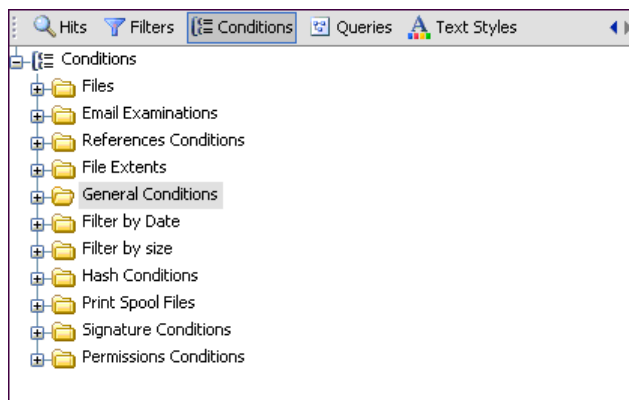 Hits Filters Conditions Queries Text Styles
Conditions
Files
Email Examinations
References Conditions
File Extents
General Conditions
Filter by Date
Filter by size
Hash Conditions
Print Spool Files
Signature Conditions
Permissions Conditions